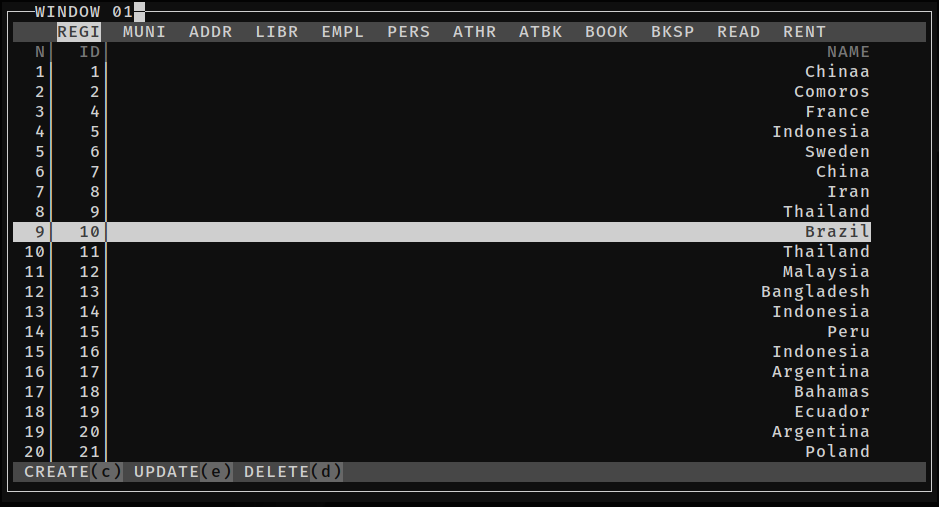 WINDOW 01
REGI MUNI ADDR LIBR EMPL PERS ATHR ATBK BOOK BKSP READ RENT
N ID NAME
1 1 Chinaa
2 2 Comoros
3 4 France
4 5 Indonesia
5 6 Sweden
6 7 China
7 8 Iran
8 9 Thailand
9 10 Brazil
10 11 Thailand
11 12 Malaysia
12 13 Bangladesh
13 14 Indonesia
14 15 Peru
15 16 Indonesia
16 17 Argentina
17 18 Bahamas
18 19 Ecuador
19 20 Argentina
20 21 Poland
CREATE(c) UPDATE(e) DELETE(d)